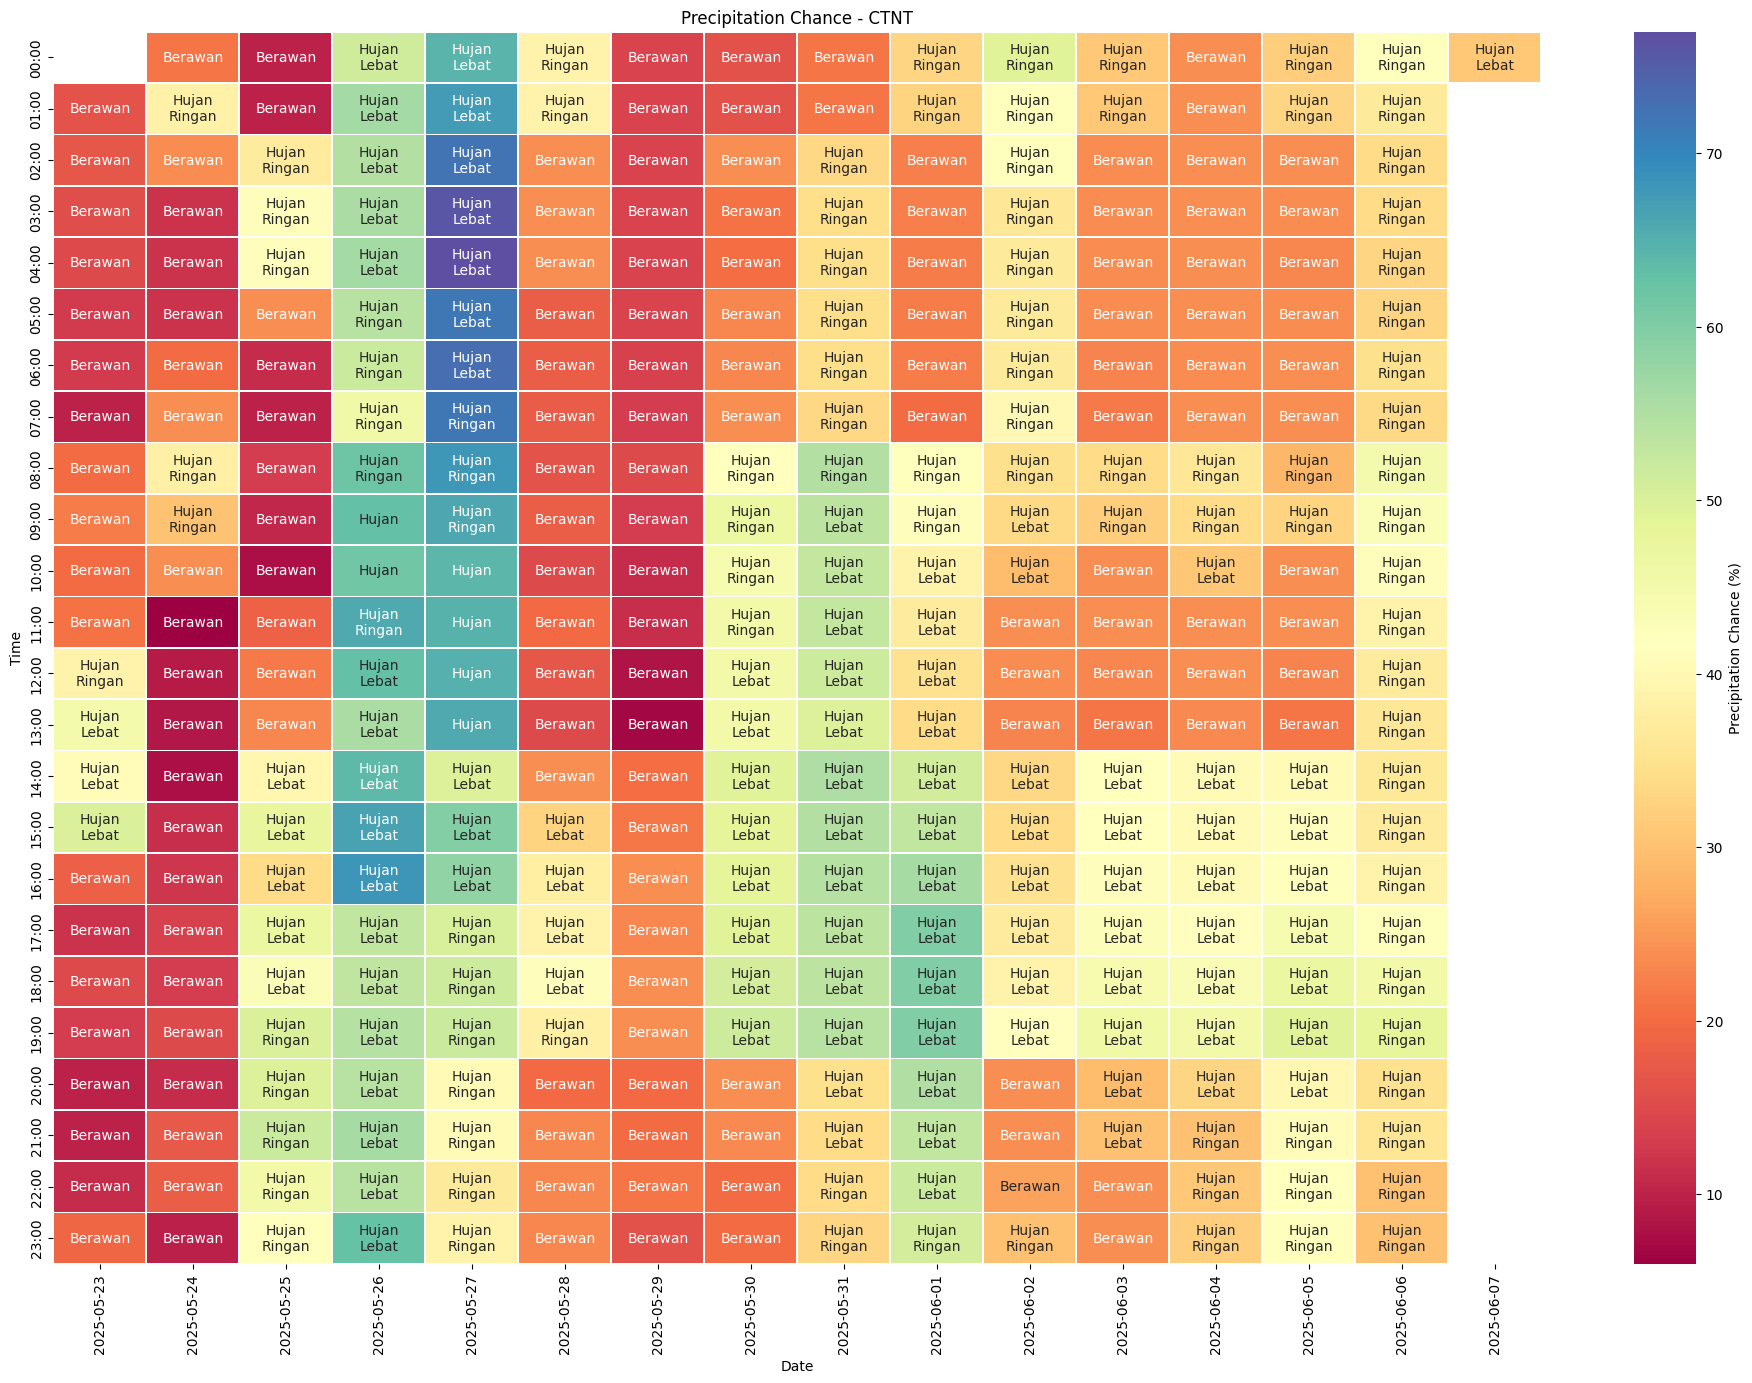 Precipitation Chance - CTNT
Time
00:00 Berawan Berawan Hujan Lebat Hujan Lebat Hujan Ringan Berawan Berawan Berawan Hujan Ringan Hujan Ringan Hujan Ringan Berawan Hujan Ringan Hujan Ringan Hujan Lebat
01:00 Berawan Hujan Ringan Berawan Hujan Lebat Hujan Lebat Hujan Ringan Berawan Berawan Berawan Hujan Ringan Hujan Ringan Hujan Ringan Berawan Hujan Ringan Hujan Ringan
02:00 Berawan Berawan Hujan Ringan Hujan Lebat Hujan Lebat Berawan Berawan Berawan Hujan Ringan Berawan Hujan Ringan Berawan Berawan Berawan Hujan Ringan
03:00 Berawan Berawan Hujan Ringan Hujan Lebat Hujan Lebat Berawan Berawan Berawan Hujan Ringan Berawan Hujan Ringan Berawan Berawan Berawan Hujan Ringan
04:00 Berawan Berawan Hujan Ringan Hujan Lebat Hujan Lebat Berawan Berawan Berawan Hujan Ringan Berawan Hujan Ringan Berawan Berawan Berawan Hujan Ringan
05:00 Berawan Berawan Berawan Hujan Ringan Hujan Lebat Berawan Berawan Berawan Hujan Ringan Berawan Hujan Ringan Berawan Berawan Berawan Hujan Ringan
06:00 Berawan Berawan Berawan Hujan Ringan Hujan Lebat Berawan Berawan Berawan Hujan Ringan Berawan Hujan Ringan Berawan Berawan Berawan Hujan Ringan
07:00 Berawan Berawan Berawan Hujan Ringan Hujan Ringan Berawan Berawan Berawan Hujan Ringan Berawan Hujan Ringan Berawan Berawan Berawan Hujan Ringan
08:00 Berawan Hujan Ringan Berawan Hujan Ringan Hujan Ringan Berawan Berawan Hujan Ringan Hujan Ringan Hujan Ringan Hujan Ringan Hujan Ringan Hujan Ringan Hujan Ringan Hujan Ringan
09:00 Berawan Hujan Ringan Berawan Hujan Hujan Ringan Berawan Berawan Hujan Ringan Hujan Lebat Hujan Ringan Hujan Lebat Hujan Ringan Hujan Ringan Hujan Ringan Hujan Ringan
10:00 Berawan Berawan Berawan Hujan Hujan Berawan Berawan Hujan Ringan Hujan Lebat Hujan Lebat Hujan Lebat Berawan Hujan Lebat Berawan Hujan Ringan
11:00 Berawan Berawan Berawan Hujan Ringan Hujan Berawan Berawan Hujan Ringan Hujan Lebat Hujan Lebat Berawan Berawan Berawan Berawan Hujan Ringan
12:00 Hujan Ringan Berawan Berawan Hujan Lebat Hujan Berawan Berawan Hujan Lebat Hujan Lebat Hujan Lebat Berawan Berawan Berawan Berawan Hujan Ringan
13:00 Hujan Lebat Berawan Berawan Hujan Lebat Hujan Berawan Berawan Hujan Lebat Hujan Lebat Hujan Lebat Berawan Berawan Berawan Berawan Hujan Ringan
14:00 Hujan Lebat Berawan Hujan Lebat Hujan Lebat Hujan Lebat Berawan Berawan Hujan Lebat Hujan Lebat Hujan Lebat Hujan Lebat Hujan Lebat Hujan Lebat Hujan Lebat Hujan Ringan
15:00 Hujan Lebat Berawan Hujan Lebat Hujan Lebat Hujan Lebat Hujan Lebat Berawan Hujan Lebat Hujan Lebat Hujan Lebat Hujan Lebat Hujan Lebat Hujan Lebat Hujan Lebat Hujan Ringan
16:00 Berawan Berawan Hujan Lebat Hujan Lebat Hujan Lebat Hujan Lebat Berawan Hujan Lebat Hujan Lebat Hujan Lebat Hujan Lebat Hujan Lebat Hujan Lebat Hujan Lebat Hujan Ringan
17:00 Berawan Berawan Hujan Lebat Hujan Lebat Hujan Ringan Hujan Lebat Berawan Hujan Lebat Hujan Lebat Hujan Lebat Hujan Lebat Hujan Lebat Hujan Lebat Hujan Lebat Hujan Ringan
18:00 Berawan Berawan Hujan Lebat Hujan Lebat Hujan Ringan Hujan Lebat Berawan Hujan Lebat Hujan Lebat Hujan Lebat Hujan Lebat Hujan Lebat Hujan Lebat Hujan Lebat Hujan Ringan
19:00 Berawan Berawan Hujan Ringan Hujan Lebat Hujan Ringan Hujan Ringan Berawan Hujan Lebat Hujan Lebat Hujan Lebat Hujan Lebat Hujan Lebat Hujan Lebat Hujan Lebat Hujan Ringan
20:00 Berawan Berawan Hujan Ringan Hujan Lebat Hujan Ringan Berawan Berawan Berawan Hujan Lebat Hujan Lebat Berawan Hujan Lebat Hujan Lebat Hujan Lebat Hujan Ringan
21:00 Berawan Berawan Hujan Ringan Hujan Lebat Hujan Ringan Berawan Berawan Berawan Hujan Lebat Hujan Lebat Berawan Hujan Lebat Hujan Ringan Hujan Ringan Hujan Ringan
22:00 Berawan Berawan Hujan Ringan Hujan Lebat Hujan Ringan Berawan Berawan Berawan Hujan Ringan Hujan Lebat Berawan Berawan Hujan Ringan Hujan Ringan Hujan Ringan
23:00 Berawan Berawan Hujan Ringan Hujan Lebat Hujan Ringan Berawan Berawan Berawan Hujan Ringan Hujan Ringan Hujan Ringan Berawan Hujan Ringan Hujan Ringan Hujan Ringan
2025-05-23 2025-05-24 2025-05-25 2025-05-26 2025-05-27 2025-05-28 2025-05-29 2025-05-30 2025-05-31 2025-06-01 2025-06-02 2025-06-03 2025-06-04 2025-06-05 2025-06-06 2025-06-07
Date
70
60
50
40
30
20
10
Precipitation Chance (%)